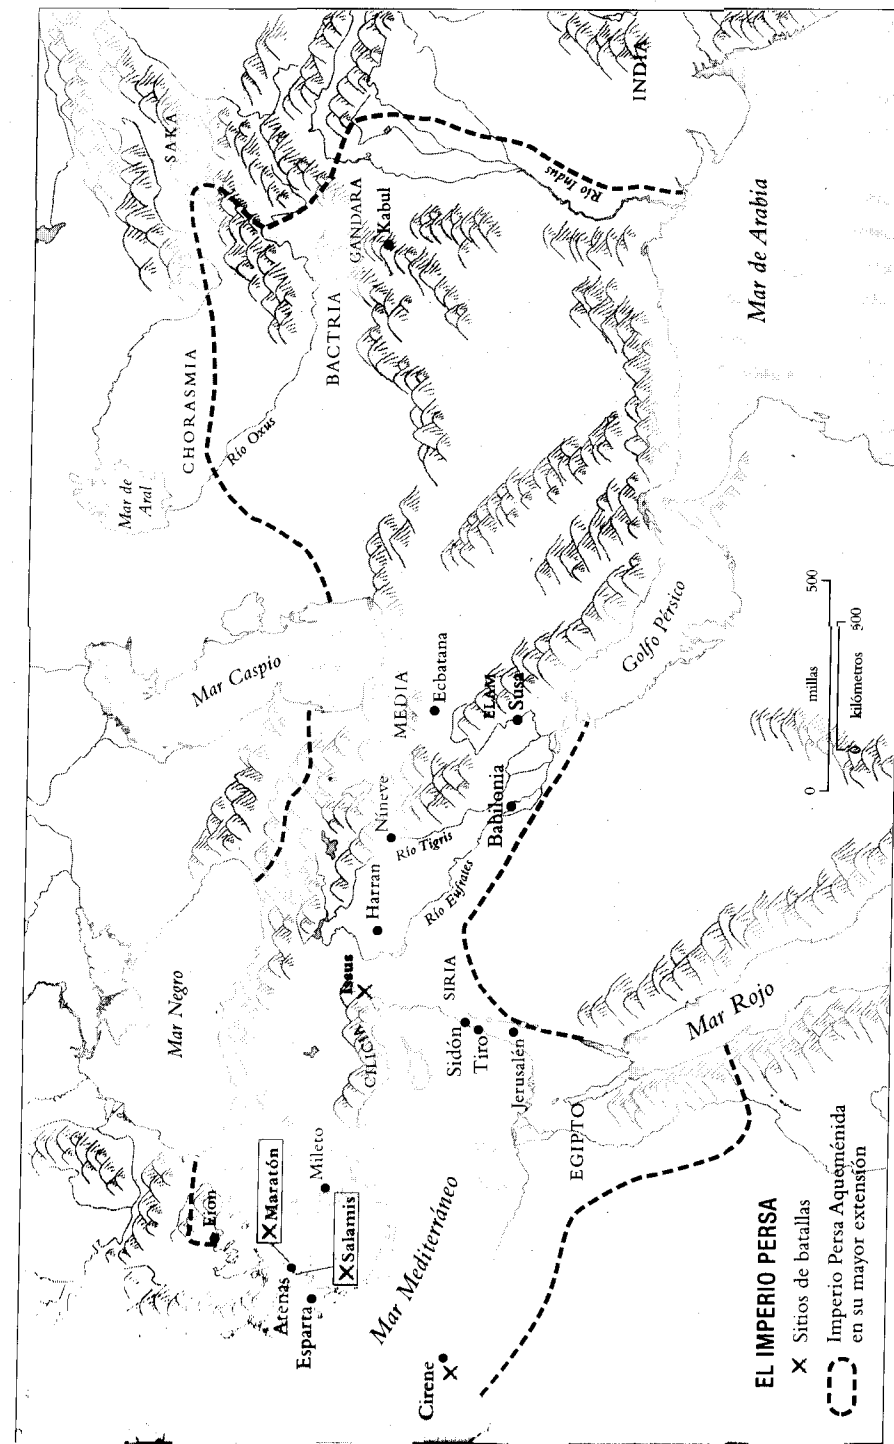 SAKA
CHORASMIA
Mar de
Aral
Río Oxus
BACTRIA
GANDARA
Kabul
Río Indus
INDIA
Mar de Arabia
Mar Caspio
MEDIA
Ecbatana
ELAM
Susa
Golfo Pérsico
Mar Negro
Níneve
Harran
Río Tigris
Río Eufrates
Babilonia
Issus
CILICIA
SIRIA
Sidón
Tiro
Jerusalén
Mar Rojo
EGIPTO
Eion
Maratón
Mileto
Salamis
Atenas
Esparta
Mar Mediterráneo
Cirene
EL IMPERIO PERSA
Sitios de batallas
Imperio Persa Aqueménida
en su mayor extensión
0 millas 500
0 kilómetros 300